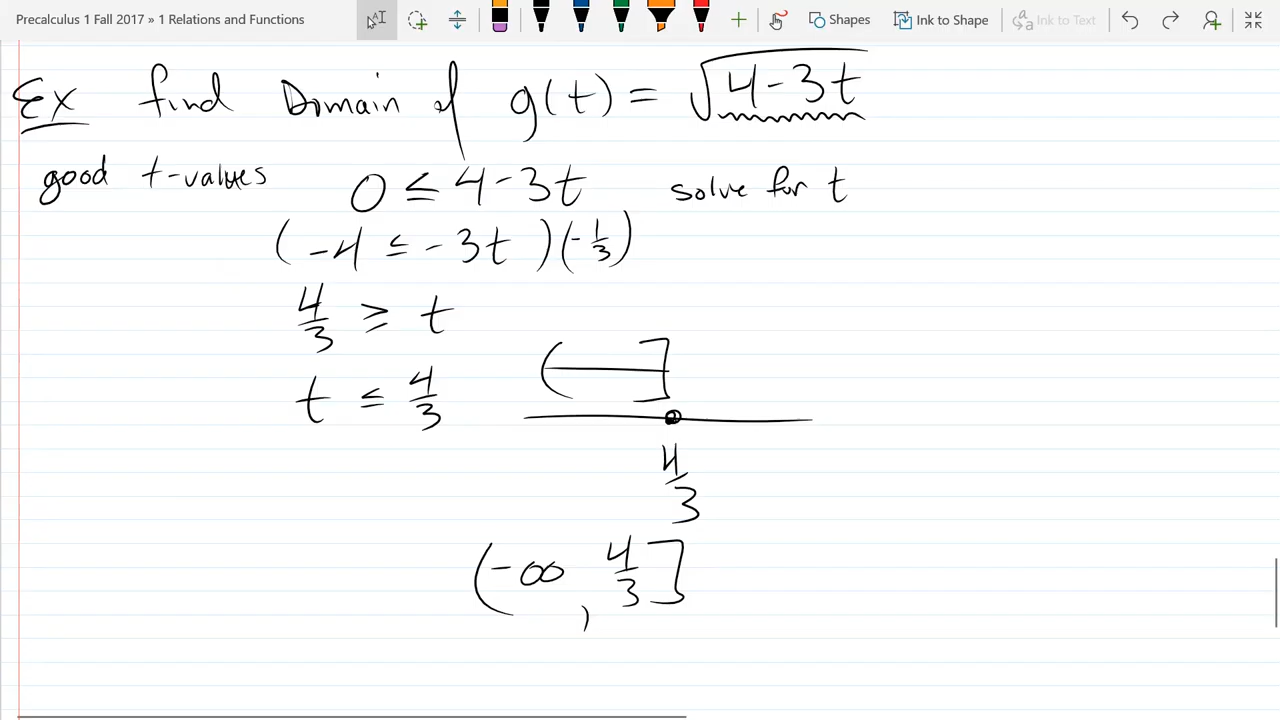 Precalculus 1 Fall 2017 » 1 Relations and Functions Shapes Ink to Shape Ink to Text
Ex find Domain of g(t) = √(4-3t)
good t-values 0 ≤ 4-3t solve for t
(-4 ≤ -3t)(-1/3)
4/3 ≥ t
( ]
t ≤ 4/3
4/3
(-∞, 4/3]